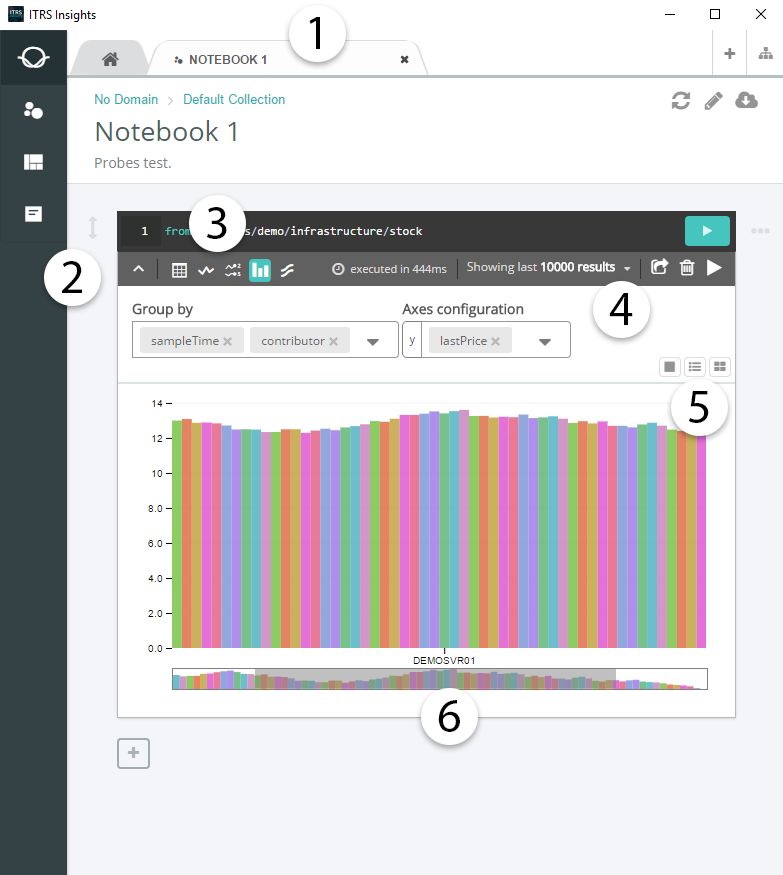 ITRS Insights
1
NOTEBOOK 1
No Domain > Default Collection
Notebook 1
Probes test.
3
1 from s/demo/infrastructure/stock
2
executed in 444ms Showing last 10000 results
4
Group by Axes configuration
sampleTime × contributor × y lastPrice ×
5
14
12
10
8.0
6.0
4.0
2.0
0.0
DEMOSVR01
6